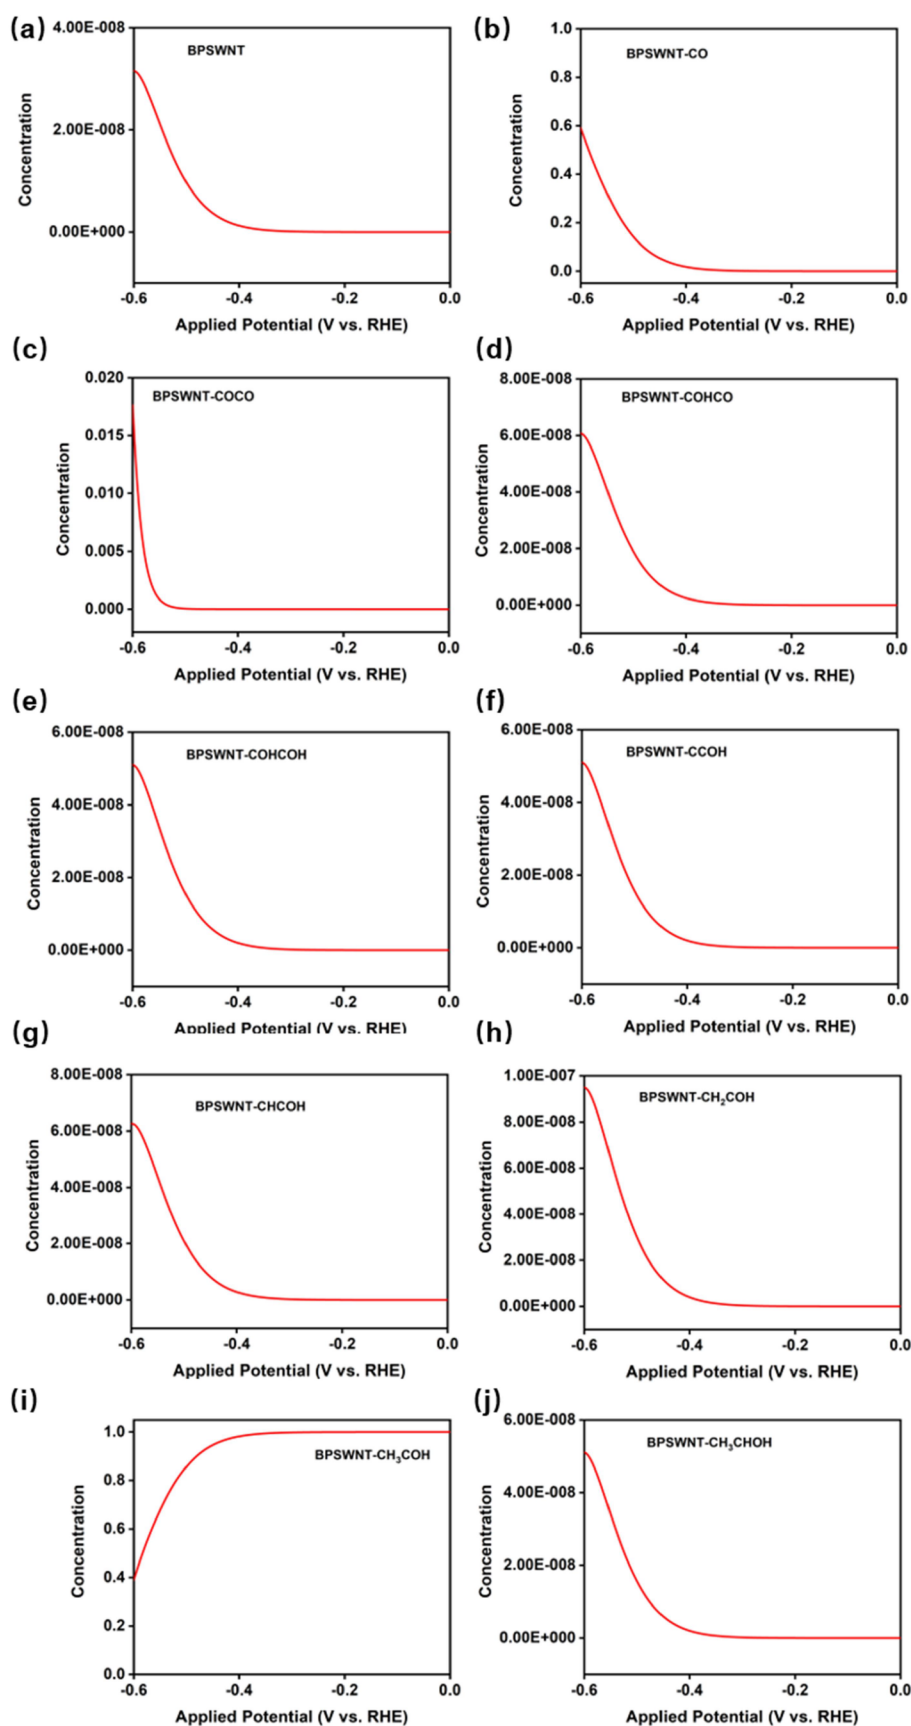 (a)
BPSWNT
4.00E-008
2.00E-008
0.00E+000
Concentration
-0.6 -0.4 -0.2 0.0
Applied Potential (V vs. RHE)
(b)
BPSWNT-CO
1.0
0.8
0.6
0.4
0.2
0.0
Concentration
-0.6 -0.4 -0.2 0.0
Applied Potential (V vs. RHE)
(c)
BPSWNT-COCO
0.020
0.015
0.010
0.005
0.000
Concentration
-0.6 -0.4 -0.2 0.0
Applied Potential (V vs. RHE)
(d)
BPSWNT-COHCO
8.00E-008
6.00E-008
4.00E-008
2.00E-008
0.00E+000
Concentration
-0.6 -0.4 -0.2 0.0
Applied Potential (V vs. RHE)
(e)
BPSWNT-COHCOH
6.00E-008
4.00E-008
2.00E-008
0.00E+000
Concentration
-0.6 -0.4 -0.2 0.0
Applied Potential (V vs. RHE)
(f)
BPSWNT-CCOH
6.00E-008
4.00E-008
2.00E-008
0.00E+000
Concentration
-0.6 -0.4 -0.2 0.0
Applied Potential (V vs. RHE)
(g)
BPSWNT-CHCOH
8.00E-008
6.00E-008
4.00E-008
2.00E-008
0.00E+000
Concentration
-0.6 -0.4 -0.2 0.0
Applied Potential (V vs. RHE)
(h)
BPSWNT-CH₂COH
1.00E-007
8.00E-008
6.00E-008
4.00E-008
2.00E-008
0.00E+000
Concentration
-0.6 -0.4 -0.2 0.0
Applied Potential (V vs. RHE)
(i)
BPSWNT-CH₃COH
1.0
0.8
0.6
0.4
0.2
0.0
Concentration
-0.6 -0.4 -0.2 0.0
Applied Potential (V vs. RHE)
(j)
BPSWNT-CH₃CHOH
6.00E-008
4.00E-008
2.00E-008
0.00E+000
Concentration
-0.6 -0.4 -0.2 0.0
Applied Potential (V vs. RHE)